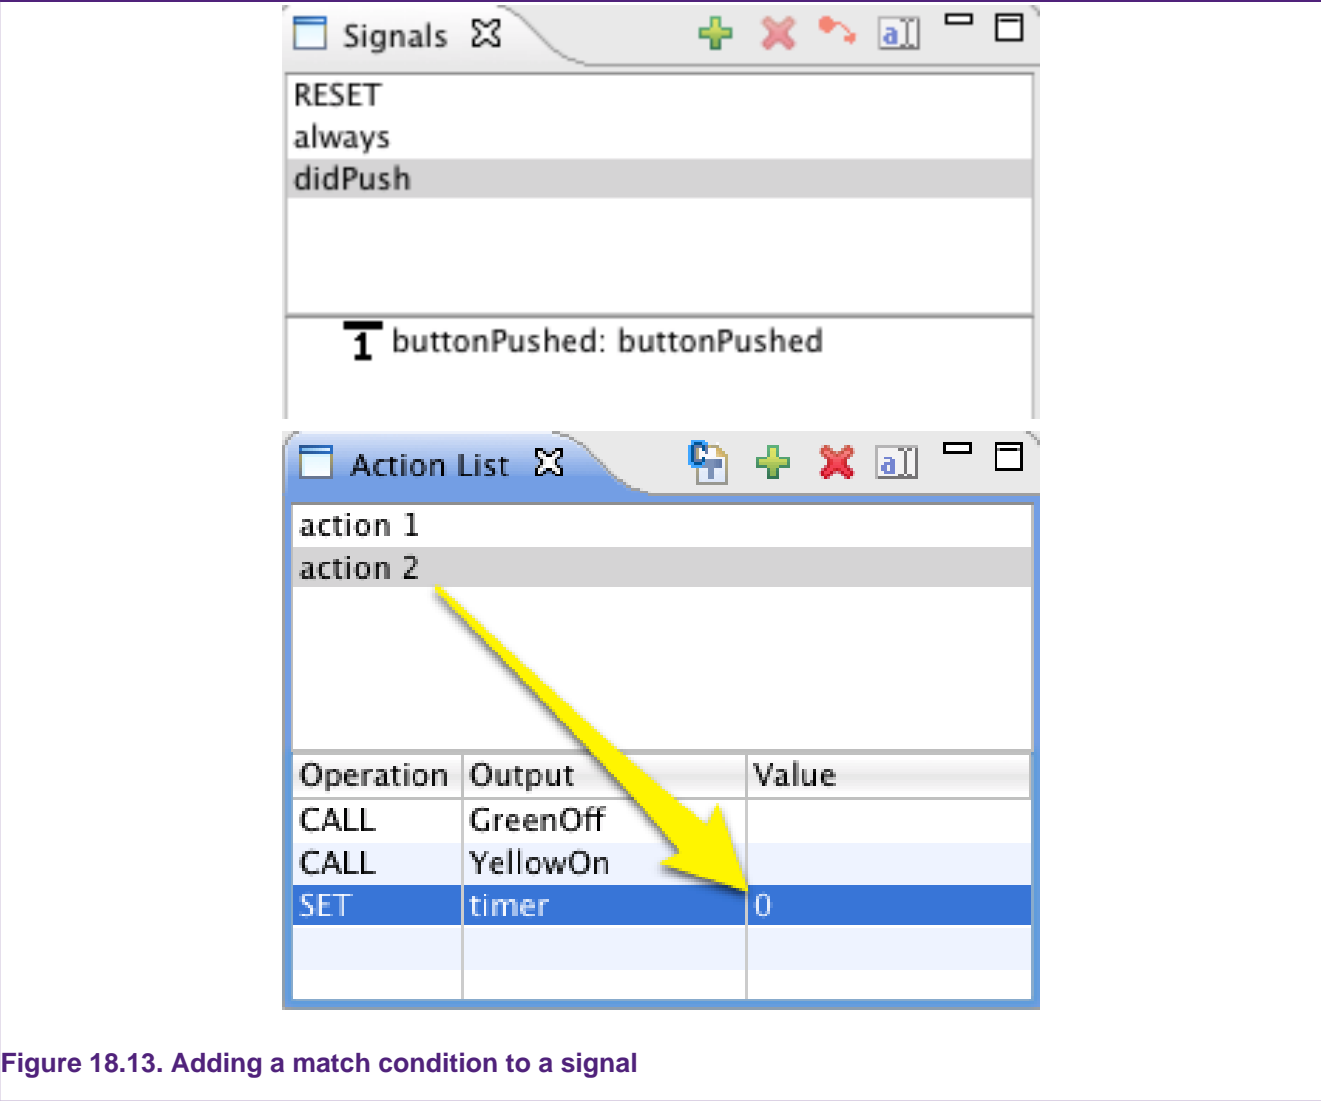 Signals
RESET
always
didPush
1 buttonPushed: buttonPushed
Action List
action 1
action 2
Operation Output Value
CALL GreenOff
CALL YellowOn
SET timer 0
Figure 18.13. Adding a match condition to a signal